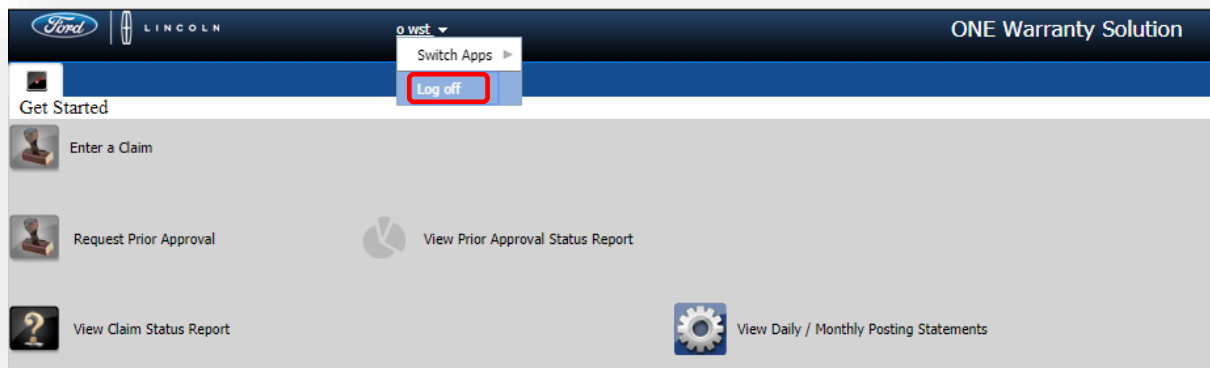 Ford LINCOLN o wst ONE Warranty Solution
Switch Apps
Log off
Get Started
Enter a Claim
Request Prior Approval View Prior Approval Status Report
View Claim Status Report View Daily / Monthly Posting Statements